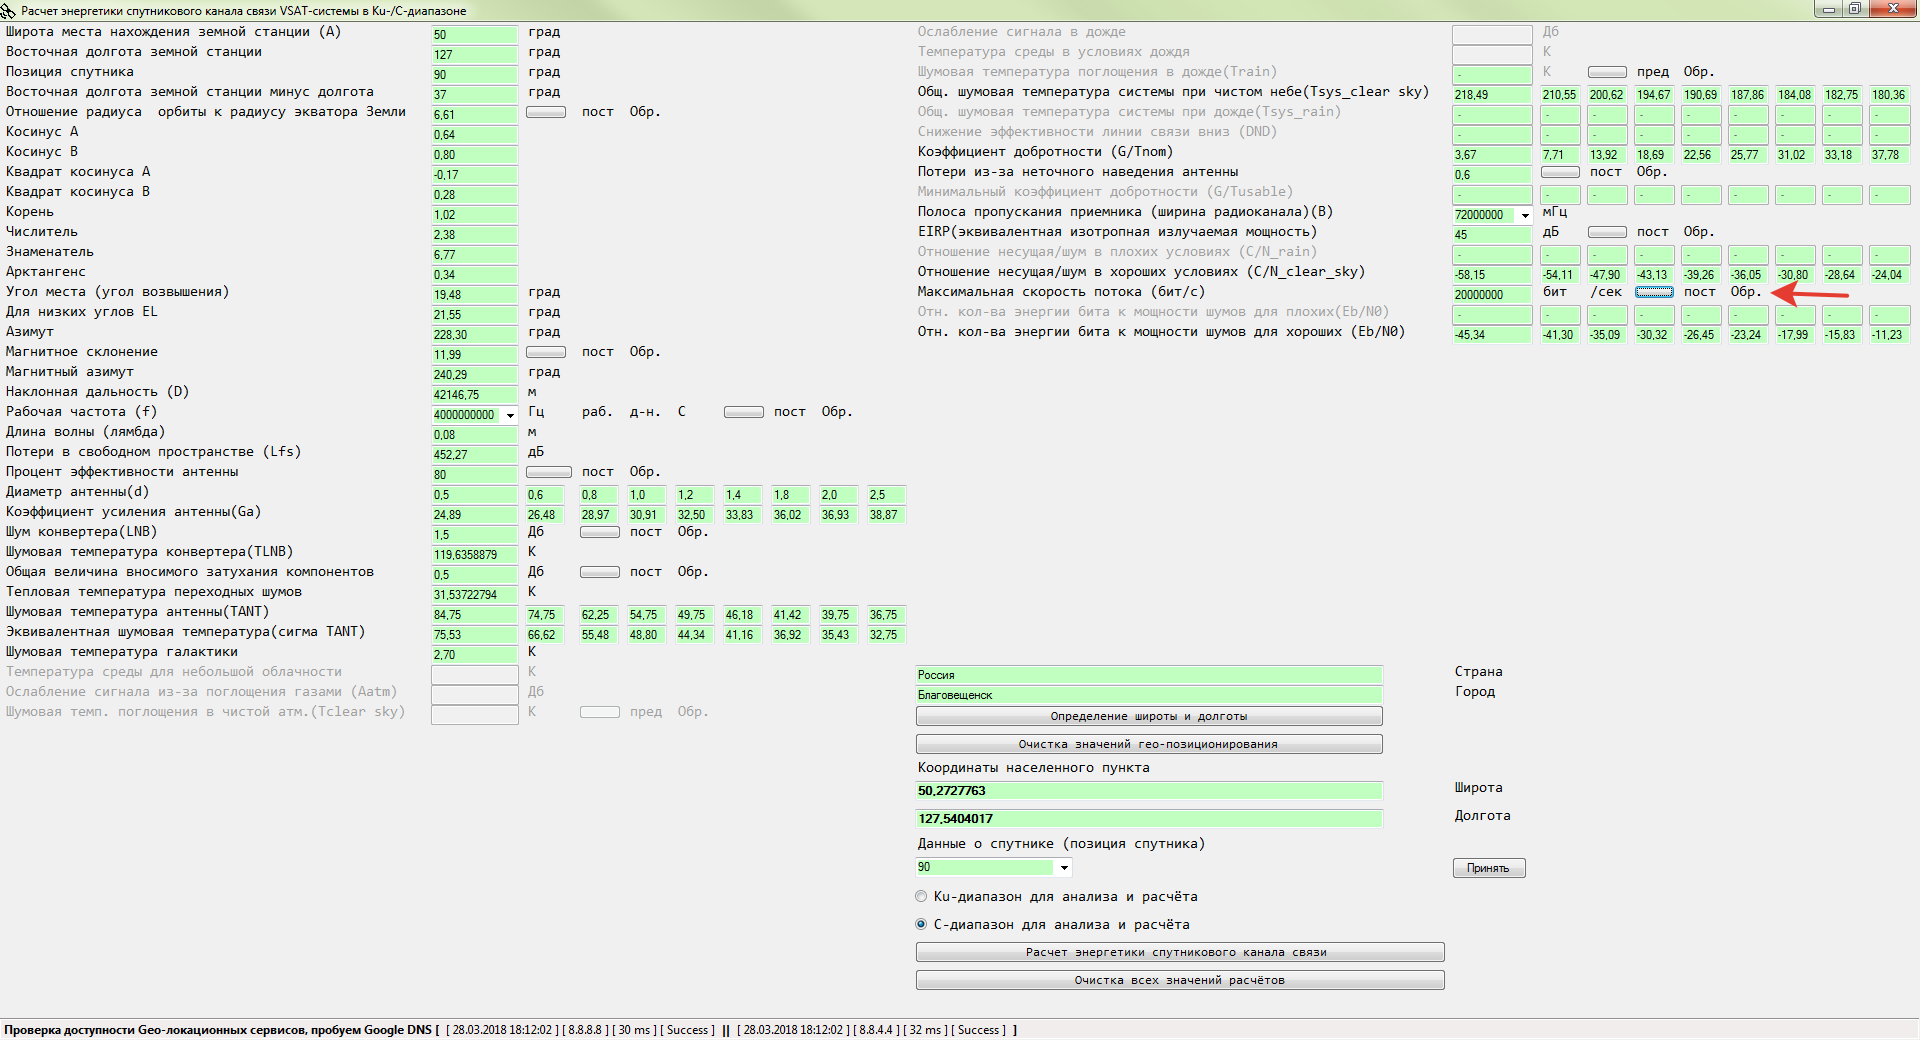 Расчет энергетики спутникового канала связи VSAT-системы в Ku-/C-диапазоне
Широта места нахождения земной станции (A) 50 град
Восточная долгота земной станции 127 град
Позиция спутника 90 град
Восточная долгота земной станции минус долгота 37 град
Отношение радиуса орбиты к радиусу экватора Земли 6,61 пост Обр.
Косинус A 0,64
Косинус B 0,80
Квадрат косинуса A -0,17
Квадрат косинуса B 0,28
Корень 1,02
Числитель 2,38
Знаменатель 6,77
Арктангенс 0,34
Угол места (угол возвышения) 19,48 град
Для низких углов EL 21,55 град
Азимут 228,30 град
Магнитное склонение 11,99 пост Обр.
Магнитный азимут 240,29 град
Наклонная дальность (D) 42146,75 м
Рабочая частота (f) 4000000000 Гц раб. д-н. C пост Обр.
Длина волны (лямбда) 0,08 м
Потери в свободном пространстве (Lfs) 452,27 дБ
Процент эффективности антенны 80 пост Обр.
Диаметр антенны(d) 0,5 0,6 0,8 1,0 1,2 1,4 1,8 2,0 2,5
Коэффициент усиления антенны(Ga) 24,89 26,48 28,97 30,91 32,50 33,83 36,02 36,93 38,87
Шум конвертера(LNB) 1,5 Дб пост Обр.
Шумовая температура конвертера(TLNB) 119,6358879 К
Общая величина вносимого затухания компонентов 0,5 Дб пост Обр.
Тепловая температура переходных шумов 31,53722794 К
Шумовая температура антенны(TANT) 84,75 74,75 62,25 54,75 49,75 46,18 41,42 39,75 36,75
Эквивалентная шумовая температура(сигма TANT) 75,53 66,62 55,48 48,80 44,34 41,16 36,92 35,43 32,75
Шумовая температура галактики 2,70 К
Температура среды для небольшой облачности К
Ослабление сигнала из-за поглощения газами (Aatm) Дб
Шумовая темп. поглощения в чистой атм.(Tclear sky) К пред Обр.
Ослабление сигнала в дожде Дб
Температура среды в условиях дождя К
Шумовая температура поглощения в дожде(Train) - К пред Обр.
Общ. шумовая температура системы при чистом небе(Tsys_clear sky) 218,49 210,55 200,62 194,67 190,69 187,86 184,08 182,75 180,36
Общ. шумовая температура системы при дожде(Tsys_rain) - - - - - - - - -
Снижение эффективности линии связи вниз (DND) - - - - - - - - -
Коэффициент добротности (G/Tnom) 3,67 7,71 13,92 18,69 22,56 25,77 31,02 33,18 37,78
Потери из-за неточного наведения антенны 0,6 пост Обр.
Минимальный коэффициент добротности (G/Tusable) - - - - - - - - -
Полоса пропускания приемника (ширина радиоканала)(B) 72000000 мГц
EIRP(эквивалентная изотропная излучаемая мощность) 45 дБ пост Обр.
Отношение несущая/шум в плохих условиях (C/N_rain) - - - - - - - - -
Отношение несущая/шум в хороших условиях (C/N_clear_sky) -58,15 -54,11 -47,90 -43,13 -39,26 -36,05 -30,80 -28,64 -24,04
Максимальная скорость потока (бит/с) 20000000 бит /сек пост Обр.
Отн. кол-ва энергии бита к мощности шумов для плохих(Eb/N0) - - - - - - - - -
Отн. кол-ва энергии бита к мощности шумов для хороших (Eb/N0) -45,34 -41,30 -35,09 -30,32 -26,45 -23,24 -17,99 -15,83 -11,23
Россия Страна
Благовещенск Город
Определение широты и долготы
Очистка значений гео-позиционирования
Координаты населенного пункта
50,2727763 Широта
127,5404017 Долгота
Данные о спутнике (позиция спутника)
90 Принять
Ku-диапазон для анализа и расчёта
C-диапазон для анализа и расчёта
Расчет энергетики спутникового канала связи
Очистка всех значений расчётов
Проверка доступности Geo-локационных сервисов, пробуем Google DNS [ [ 28.03.2018 18:12:02 ] [ 8.8.8.8 ] [ 30 ms ] [ Success ] || [ 28.03.2018 18:12:02 ] [ 8.8.4.4 ] [ 32 ms ] [ Success ] ]